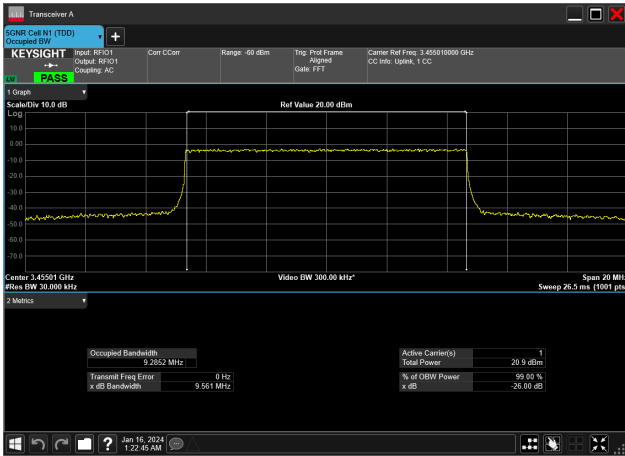 Transceiver A
5GNR Cell N1 (TDD)
Occupied BW
KEYSIGHT
LXI
PASS
Input: RFIO1
Output: RFIO1
Coupling: AC
Corr CCorr
Range: -60 dBm
Trig: Prot Frame
Aligned
Gate: FFT
Carrier Ref Freq: 3.455010000 GHz
CC Info: Uplink, 1 CC
1 Graph
Scale/Div 10.0 dB
Ref Value 20.00 dBm
Log
10.0
0.00
-10.0
-20.0
-30.0
-40.0
-50.0
-60.0
-70.0
Center 3.45501 GHz
Video BW 300.00 kHz*
Span 20 MHz
#Res BW 30.000 kHz
Sweep 26.5 ms (1001 pts)
2 Metrics
Occupied Bandwidth
9.2852 MHz
Transmit Freq Error 0 Hz
x dB Bandwidth 9.561 MHz
Active Carrier(s) 1
Total Power 20.9 dBm
% of OBW Power 99.00 %
x dB -26.00 dB
Jan 16, 2024
1:22:45 AM